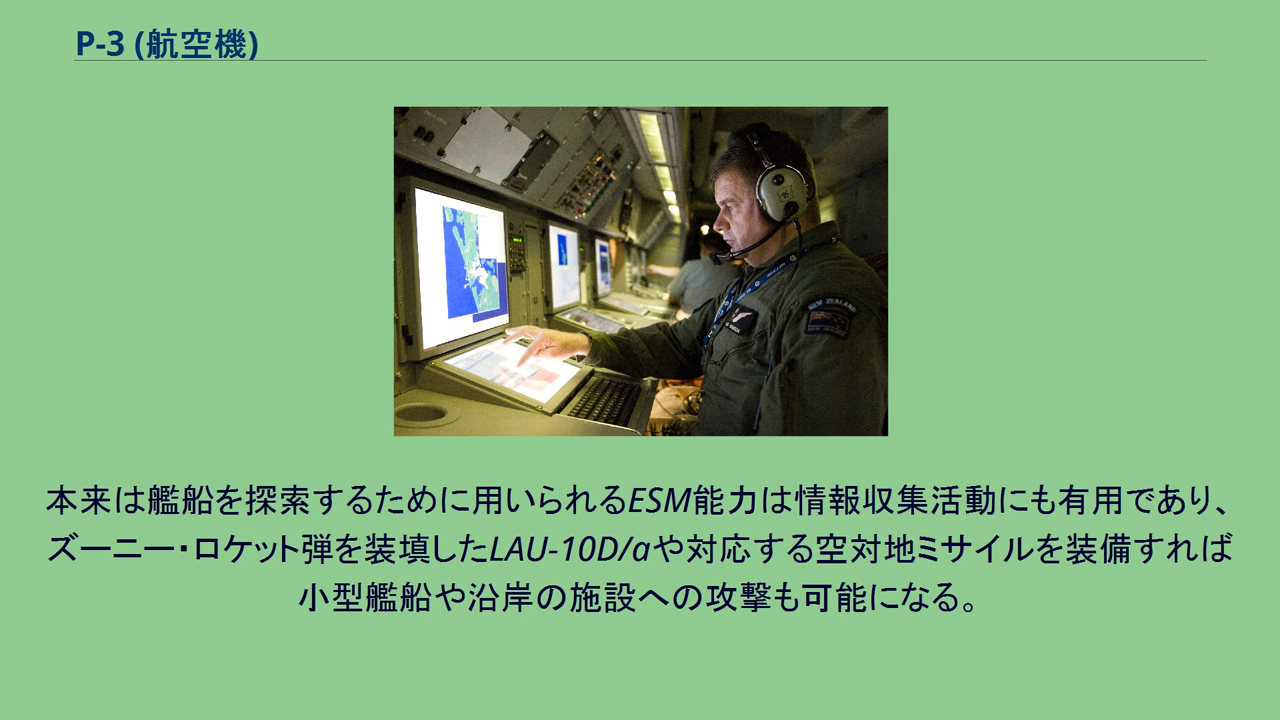 P-3 (航空機)
NEW ZEALAND
本来は艦船を探索するために用いられるESM能力は情報収集活動にも有用であり、
ズーニー・ロケット弾を装填したLAU-10D/aや対応する空対地ミサイルを装備すれば
小型艦船や沿岸の施設への攻撃も可能になる。